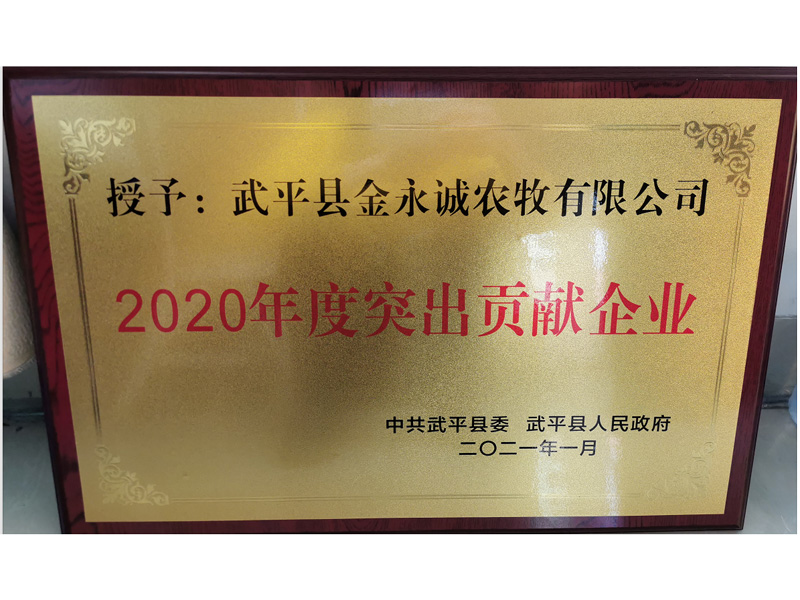 授予：武平县金永诚农牧有限公司
2020年度突出贡献企业
中共武平县委 武平县人民政府
二〇二一年一月